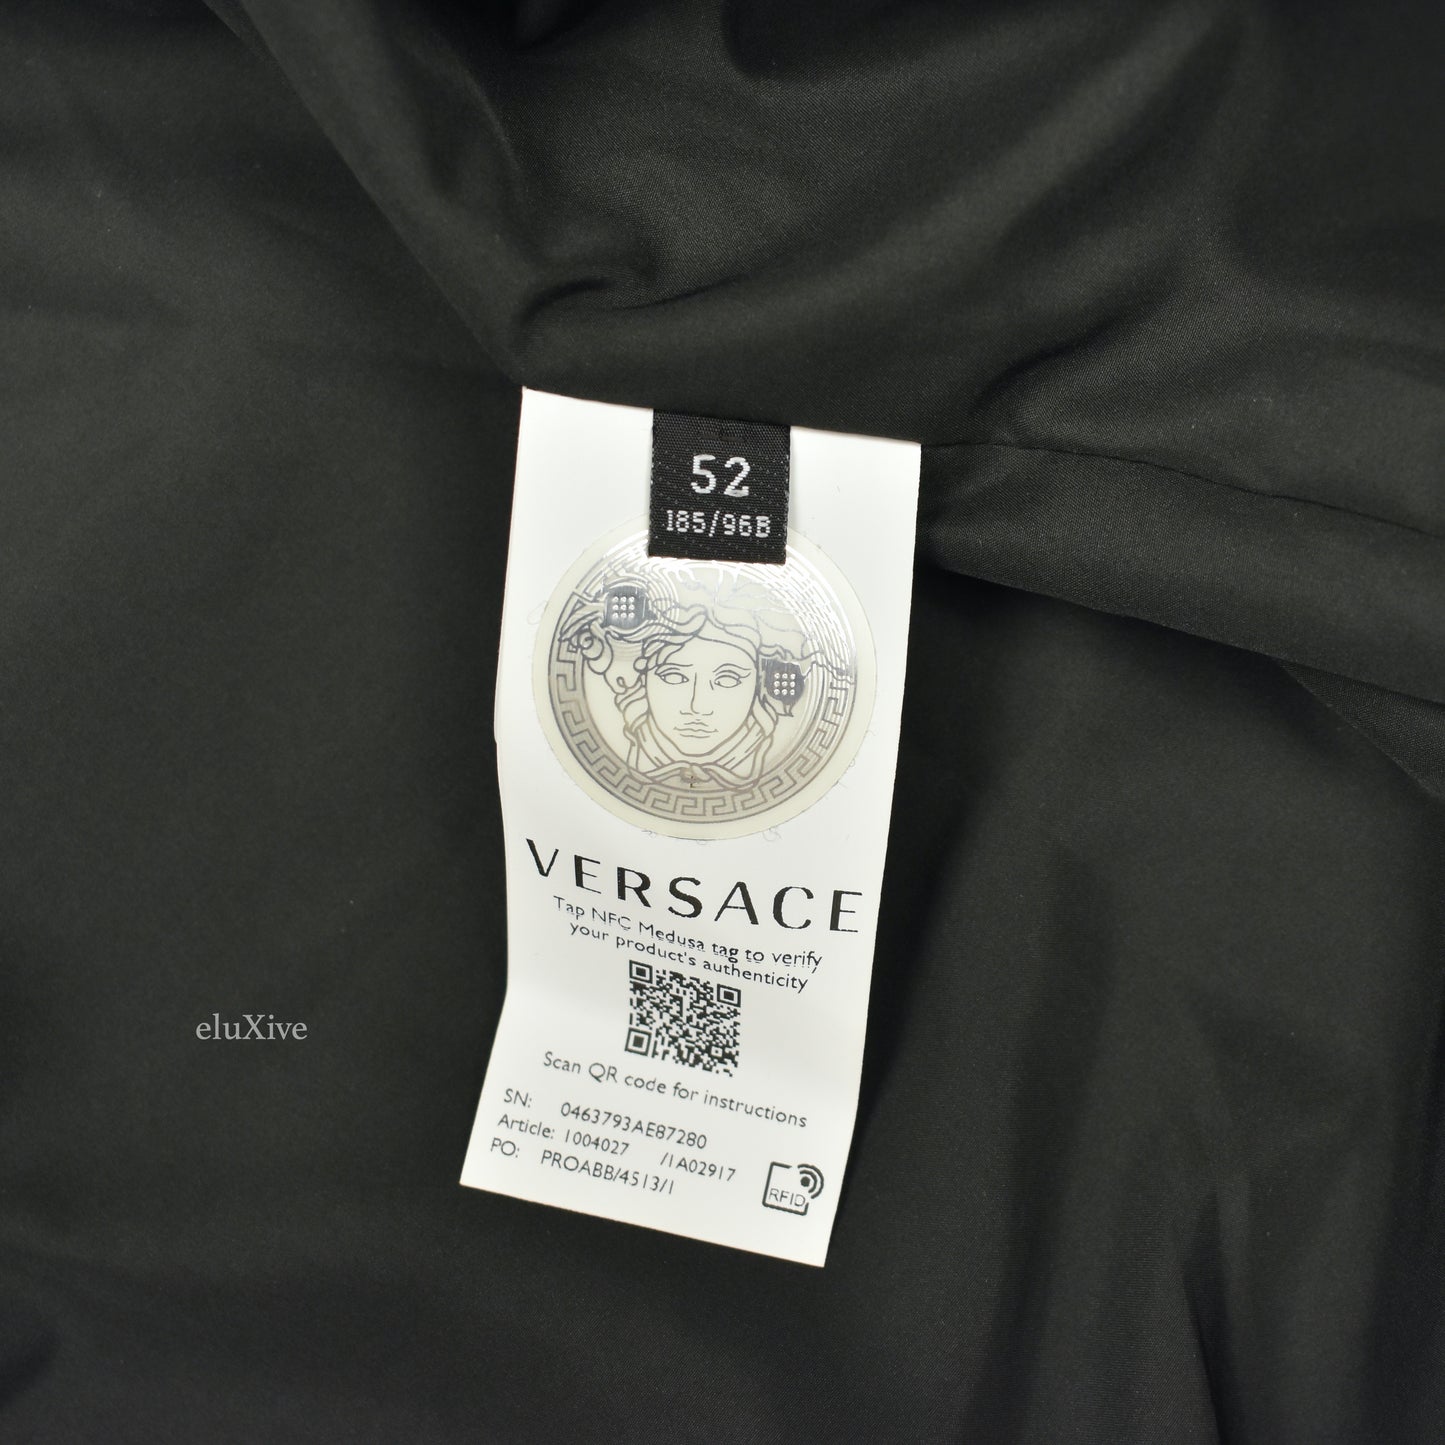 52
185/96B
VERSACE
Tap NFC Medusa tag to verify
your product's authenticity
Scan QR code for instructions
SN: 0463793AE87280
Article: 1004027 /1A02917
PO: PROABB/4513/1
RFID
eluXive